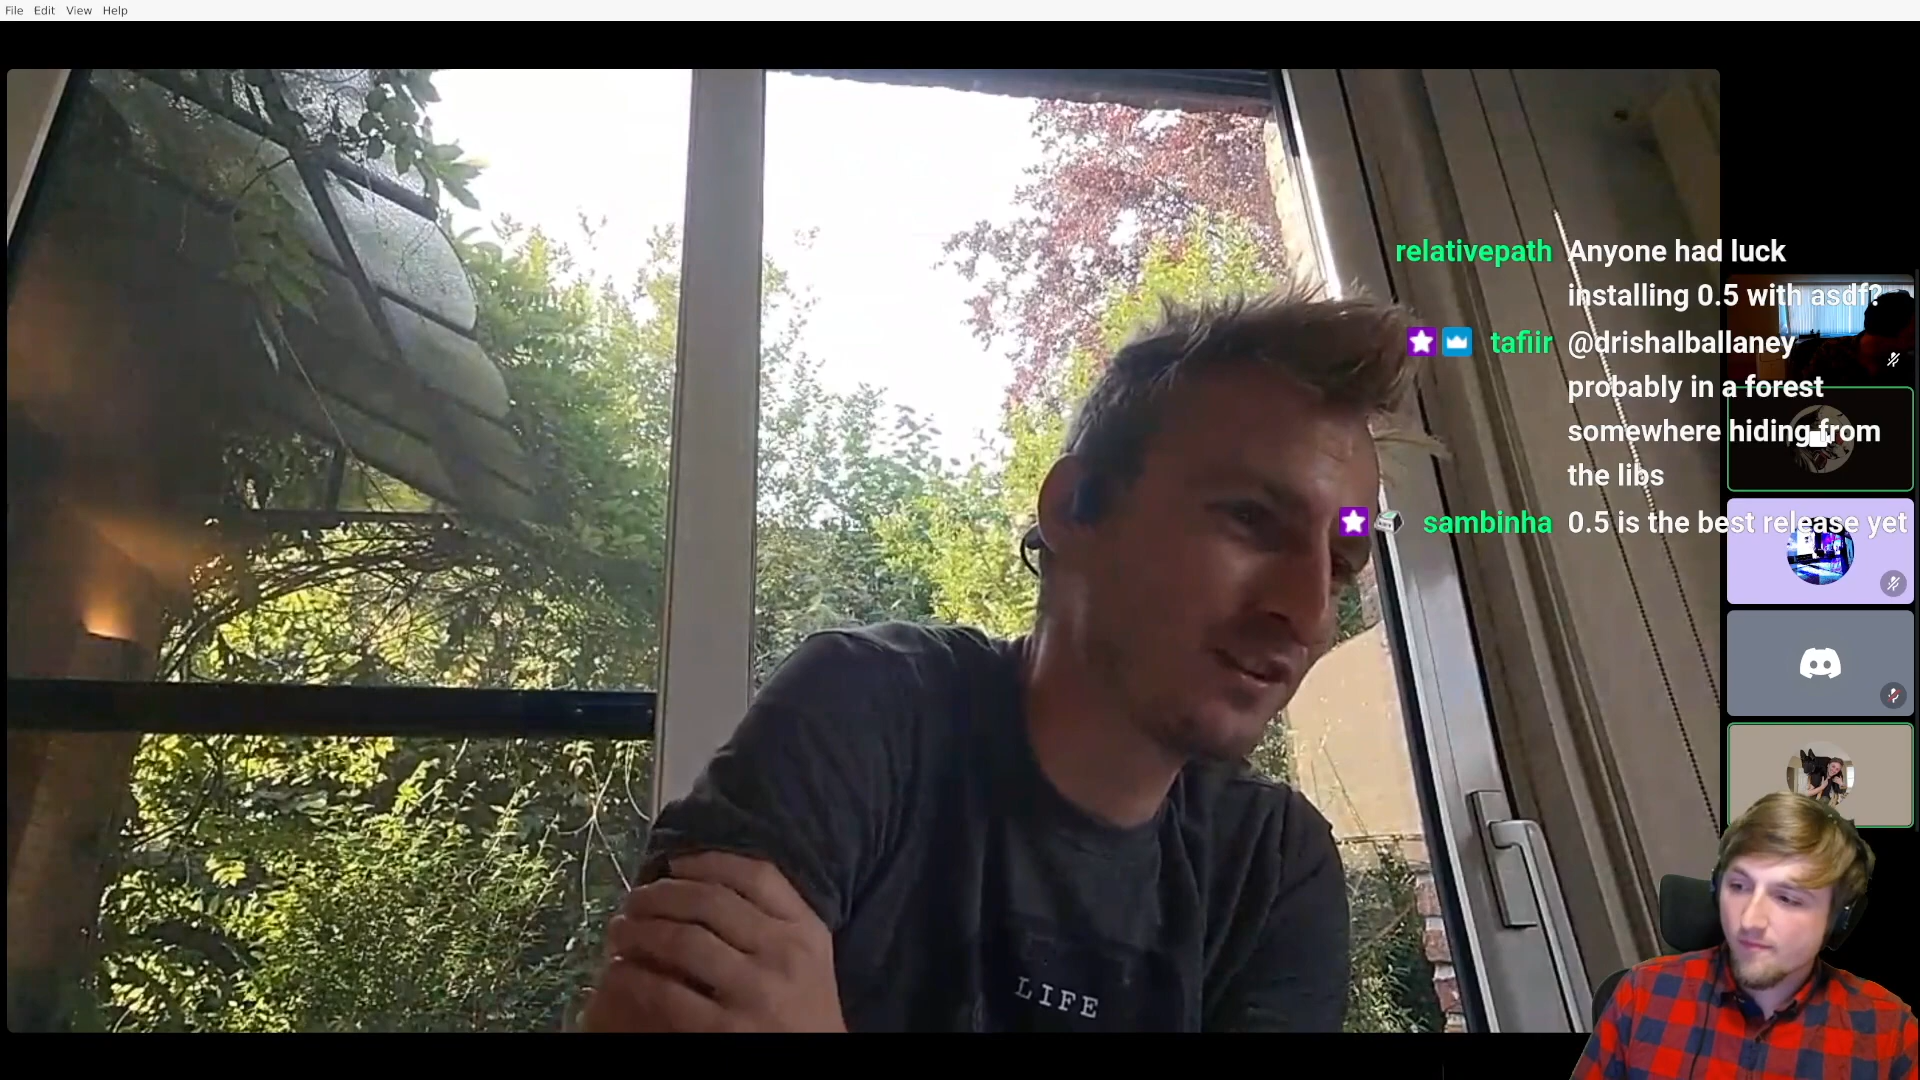 File Edit View Help
relativepath Anyone had luck
installing 0.5 with asdf?
tafiir @drishalballaney
probably in a forest
somewhere hiding from
the libs
sambinha 0.5 is the best release yet
LIFE